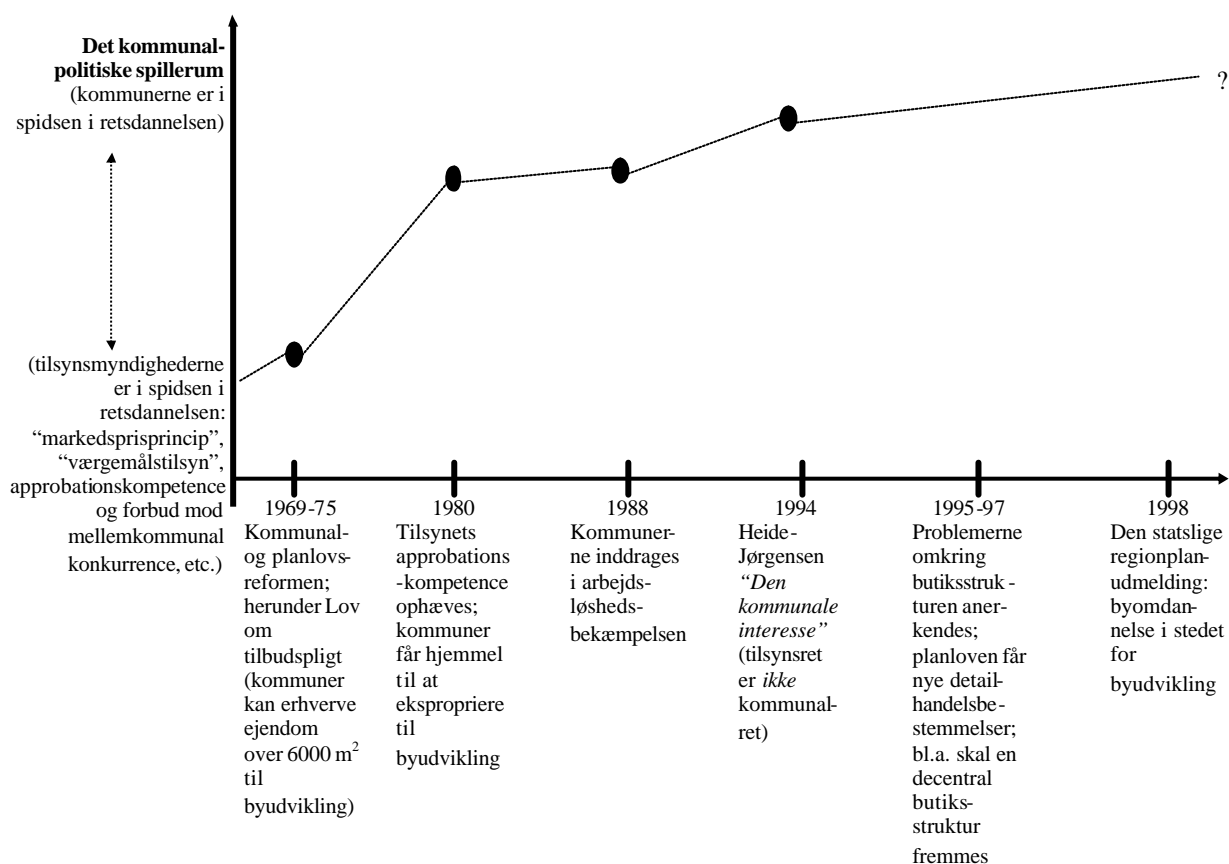 Det kommunal-
politiske spillerum
(kommunerne er i
spidsen i retsdannelsen)
?
(tilsynsmyndighederne
er i spidsen i
retsdannelsen:
“markedsprisprincip”,
“værgemålstilsyn”,
approbationskompetence
og forbud mod
mellemkommunal
konkurrence, etc.)
1969-75
Kommunal-
og planlovs-
reformen;
herunder Lov
om
tilbudspligt
(kommuner
kan erhverve
ejendom
over 6000 m²
til
byudvikling)
1980
Tilsynets
approbations
-kompetence
ophæves;
kommuner
får hjemmel
til at
ekspropriere
til
byudvikling
1988
Kommuner-
ne inddrages
i arbejds-
løsheds-
bekæmpelsen
1994
Heide-
Jørgensen
“Den
kommunale
interesse”
(tilsynsret
er ikke
kommunal-
ret)
1995-97
Problemerne
omkring
butiksstruk-
turen aner-
kendes;
planloven får
nye detail-
handelsbe-
stemmelser;
bl.a. skal en
decentral
butiks-
struktur
fremmes
1998
Den statslige
regionplan-
udmelding:
byomdan-
nelse i stedet
for
byudvikling